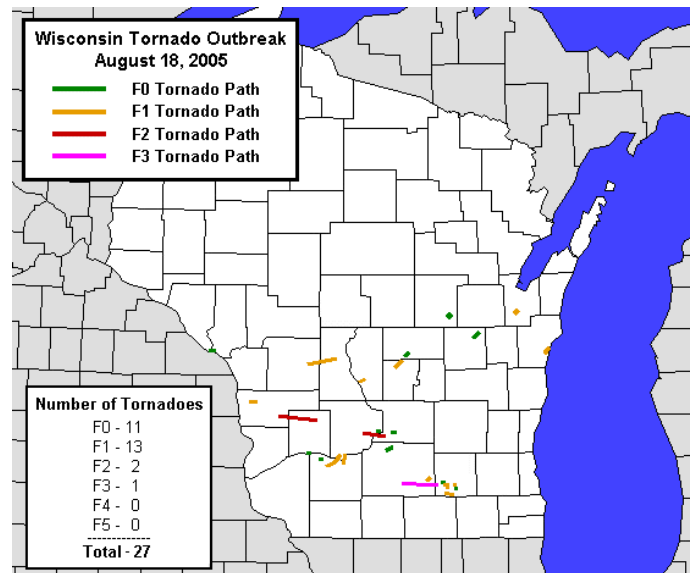 Wisconsin Tornado Outbreak
August 18, 2005
F0 Tornado Path
F1 Tornado Path
F2 Tornado Path
F3 Tornado Path
Number of Tornadoes
F0 - 11
F1 - 13
F2 - 2
F3 - 1
F4 - 0
F5 - 0
------------------
Total - 27